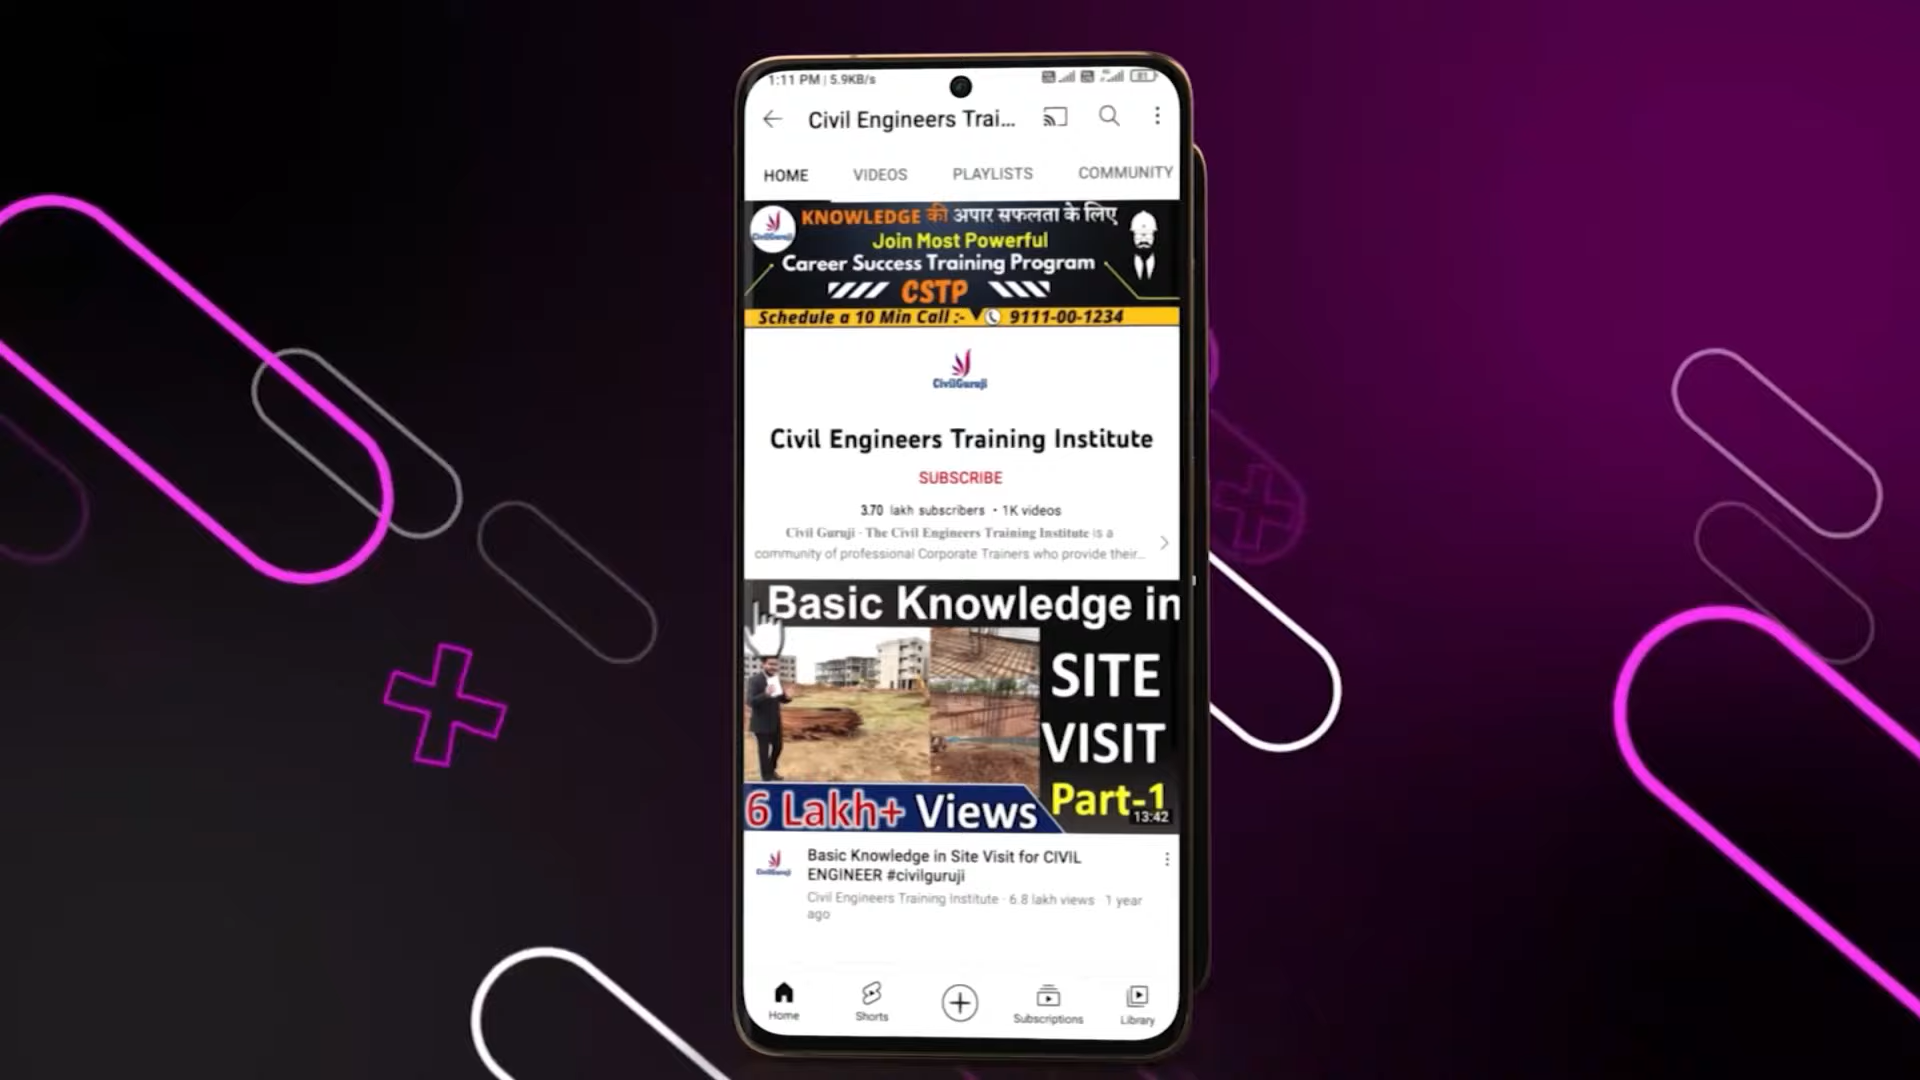 1:11 PM | 5.9KB/s
81
Civil Engineers Trai...
HOME VIDEOS PLAYLISTS COMMUNITY
CivilGuruji
KNOWLEDGE की अपार सफलता के लिए
Join Most Powerful
Career Success Training Program
CSTP
Schedule a 10 Min Call :- 9111-00-1234
CivilGuruji
Civil Engineers Training Institute
SUBSCRIBE
3.70 lakh subscribers • 1K videos
Civil Guruji - The Civil Engineers Training Institute is a
community of professional Corporate Trainers who provide their...
Basic Knowledge in
SITE
VISIT
Part-1
6 Lakh+ Views
13:42
CivilGuruji
Basic Knowledge in Site Visit for CIVIL
ENGINEER #civilguruji
Civil Engineers Training Institute · 6.8 lakh views · 1 year
ago
Home Shorts Subscriptions Library